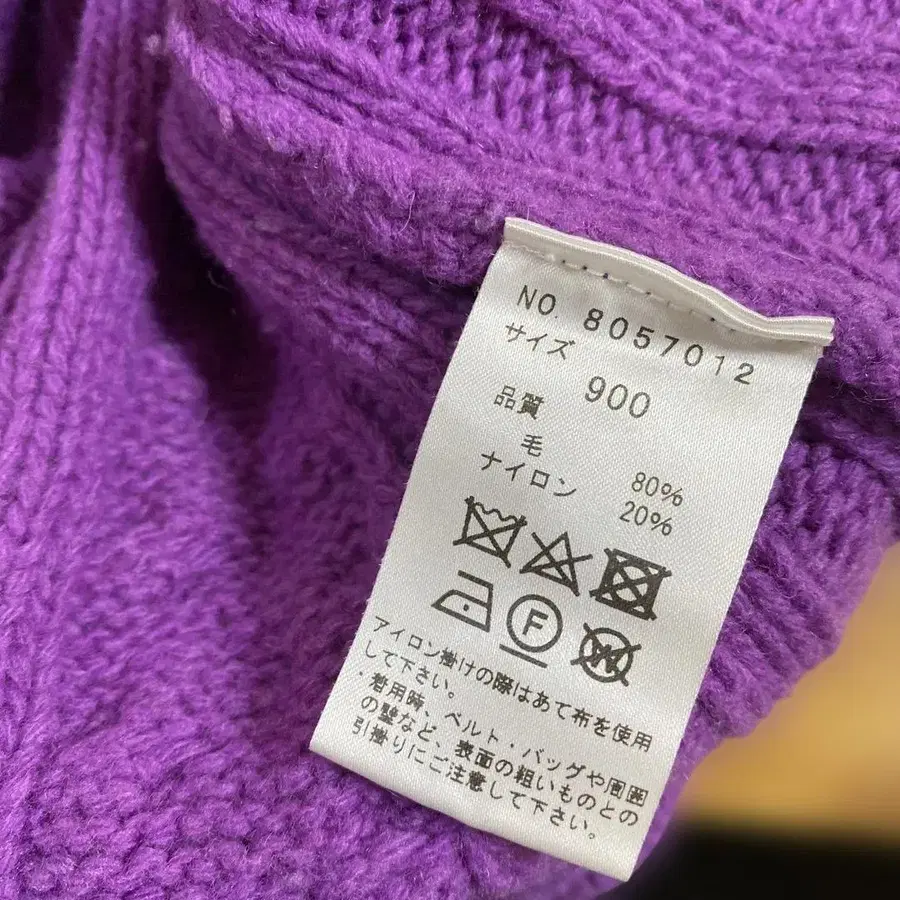 NO. 8057012
サイズ
900
品質
毛 80%
ナイロン 20%
F
W
アイロン掛けの際はあて布を使用
して下さい。
・着用時、ベルト・バッグや周囲
の壁など、表面の粗いものとの
引掛りにご注意して下さい。